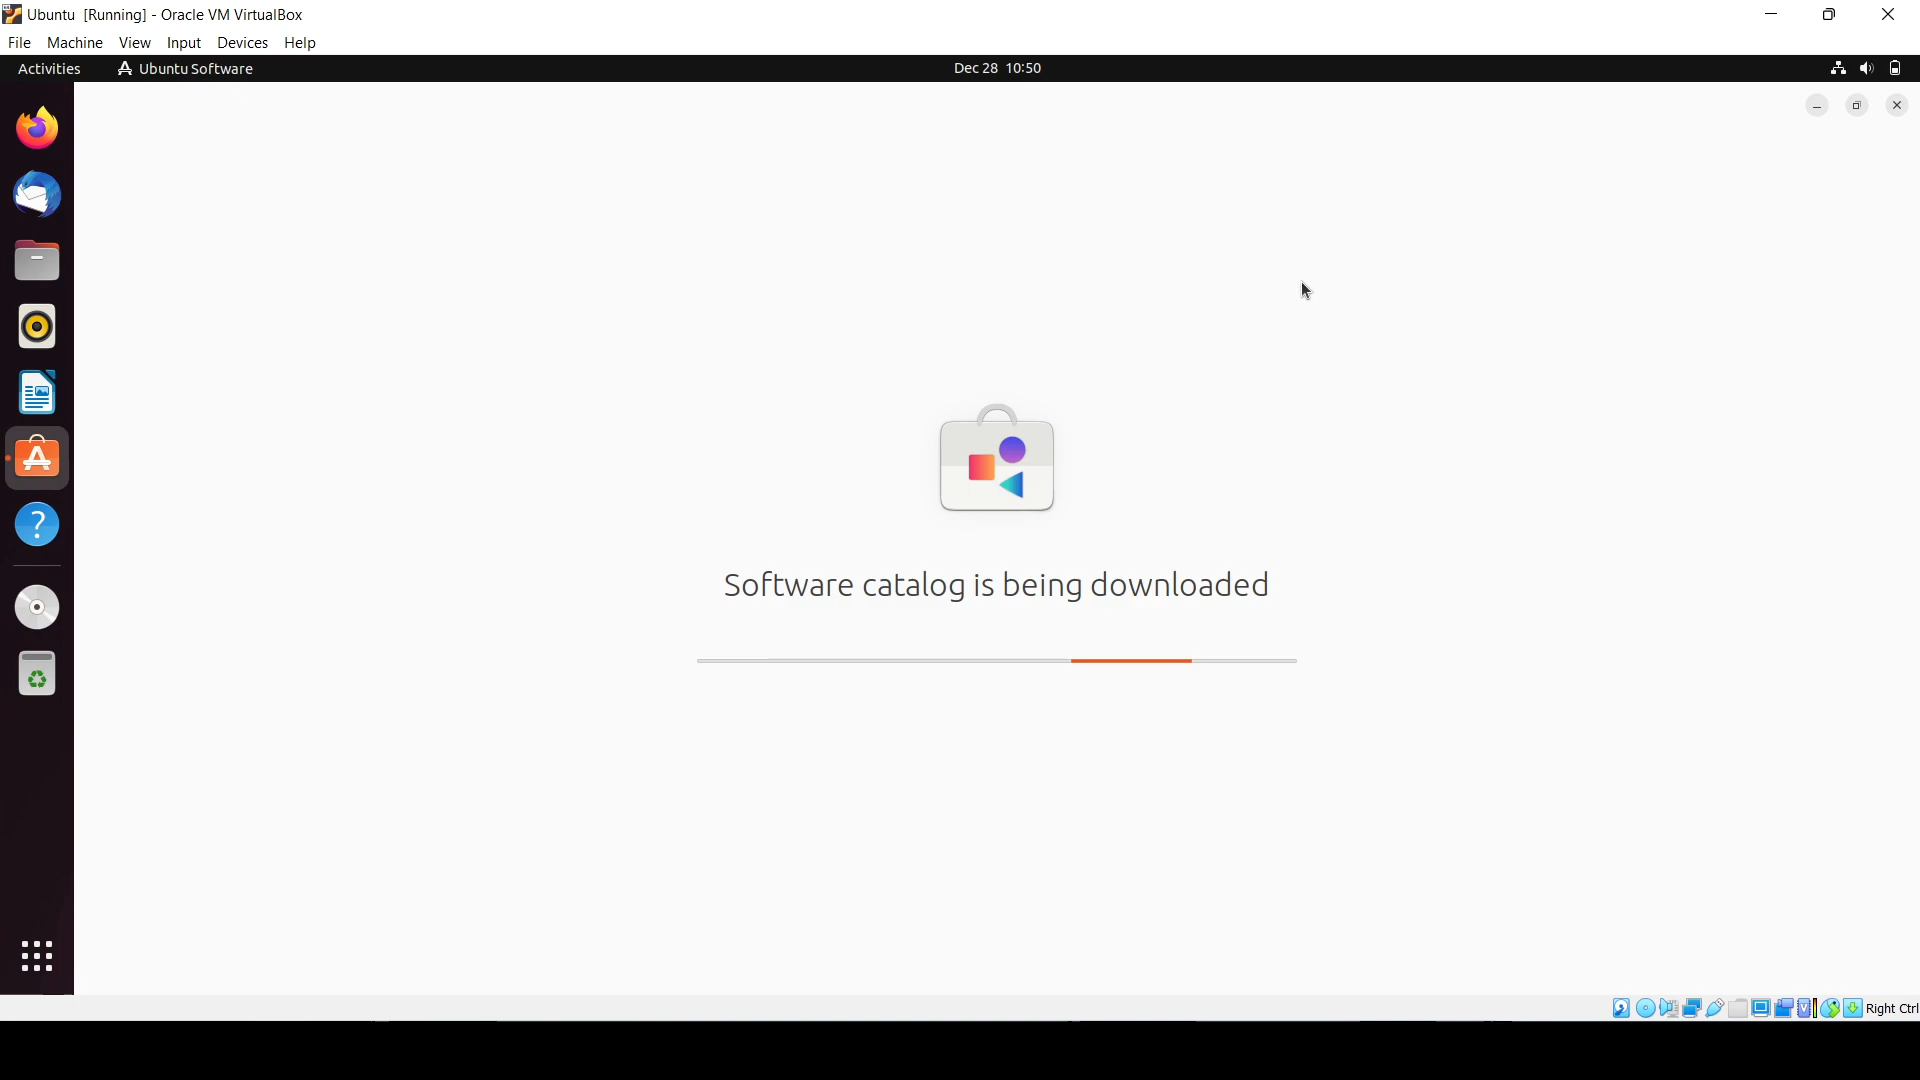 Ubuntu [Running] - Oracle VM VirtualBox
File Machine View Input Devices Help
Activities Ubuntu Software Dec 28 10:50
Software catalog is being downloaded
Right Ctrl